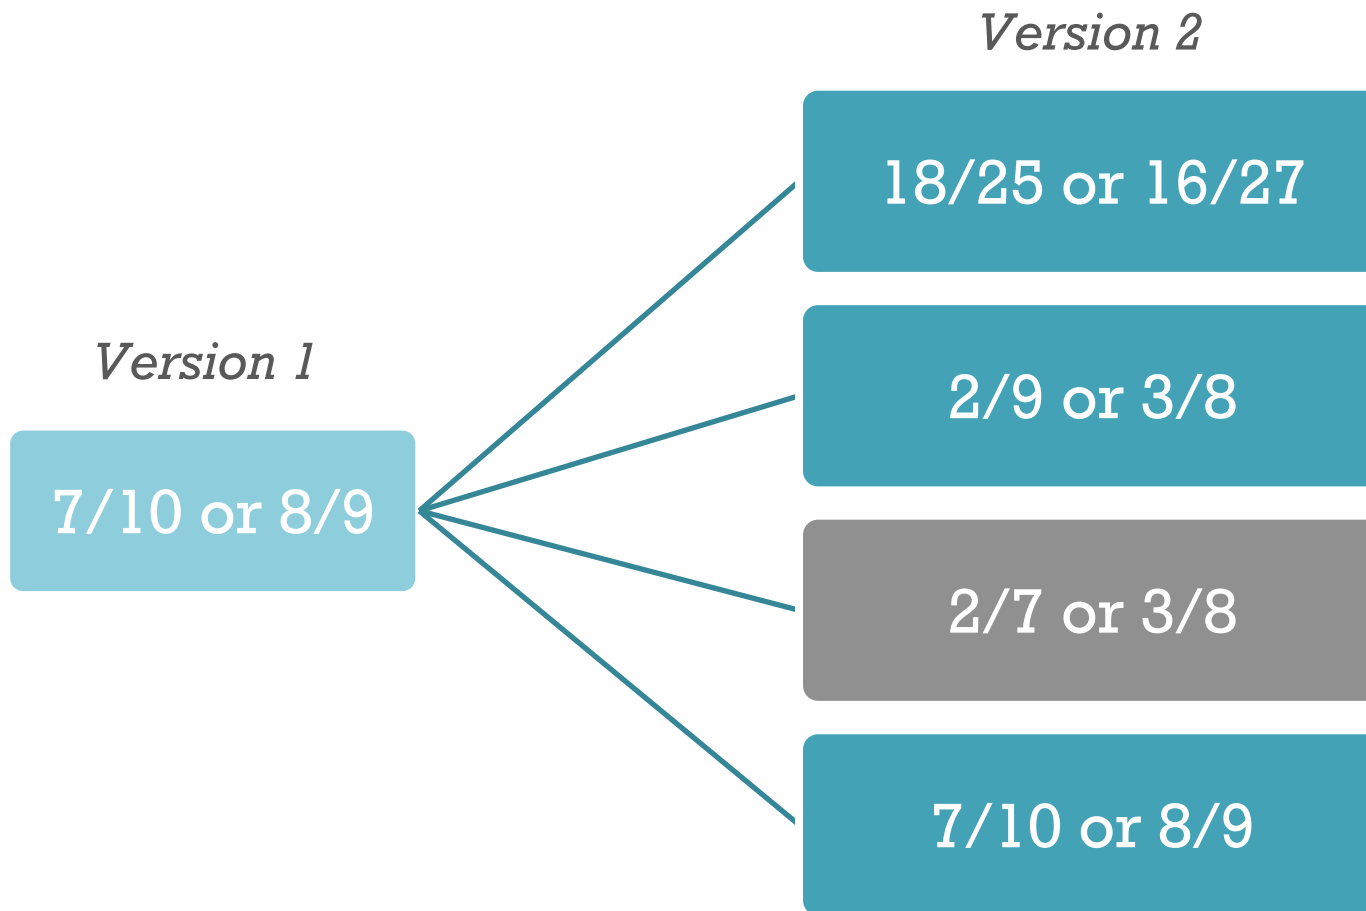 Version 2
18/25 or 16/27
2/9 or 3/8
Version 1
7/10 or 8/9
2/7 or 3/8
7/10 or 8/9